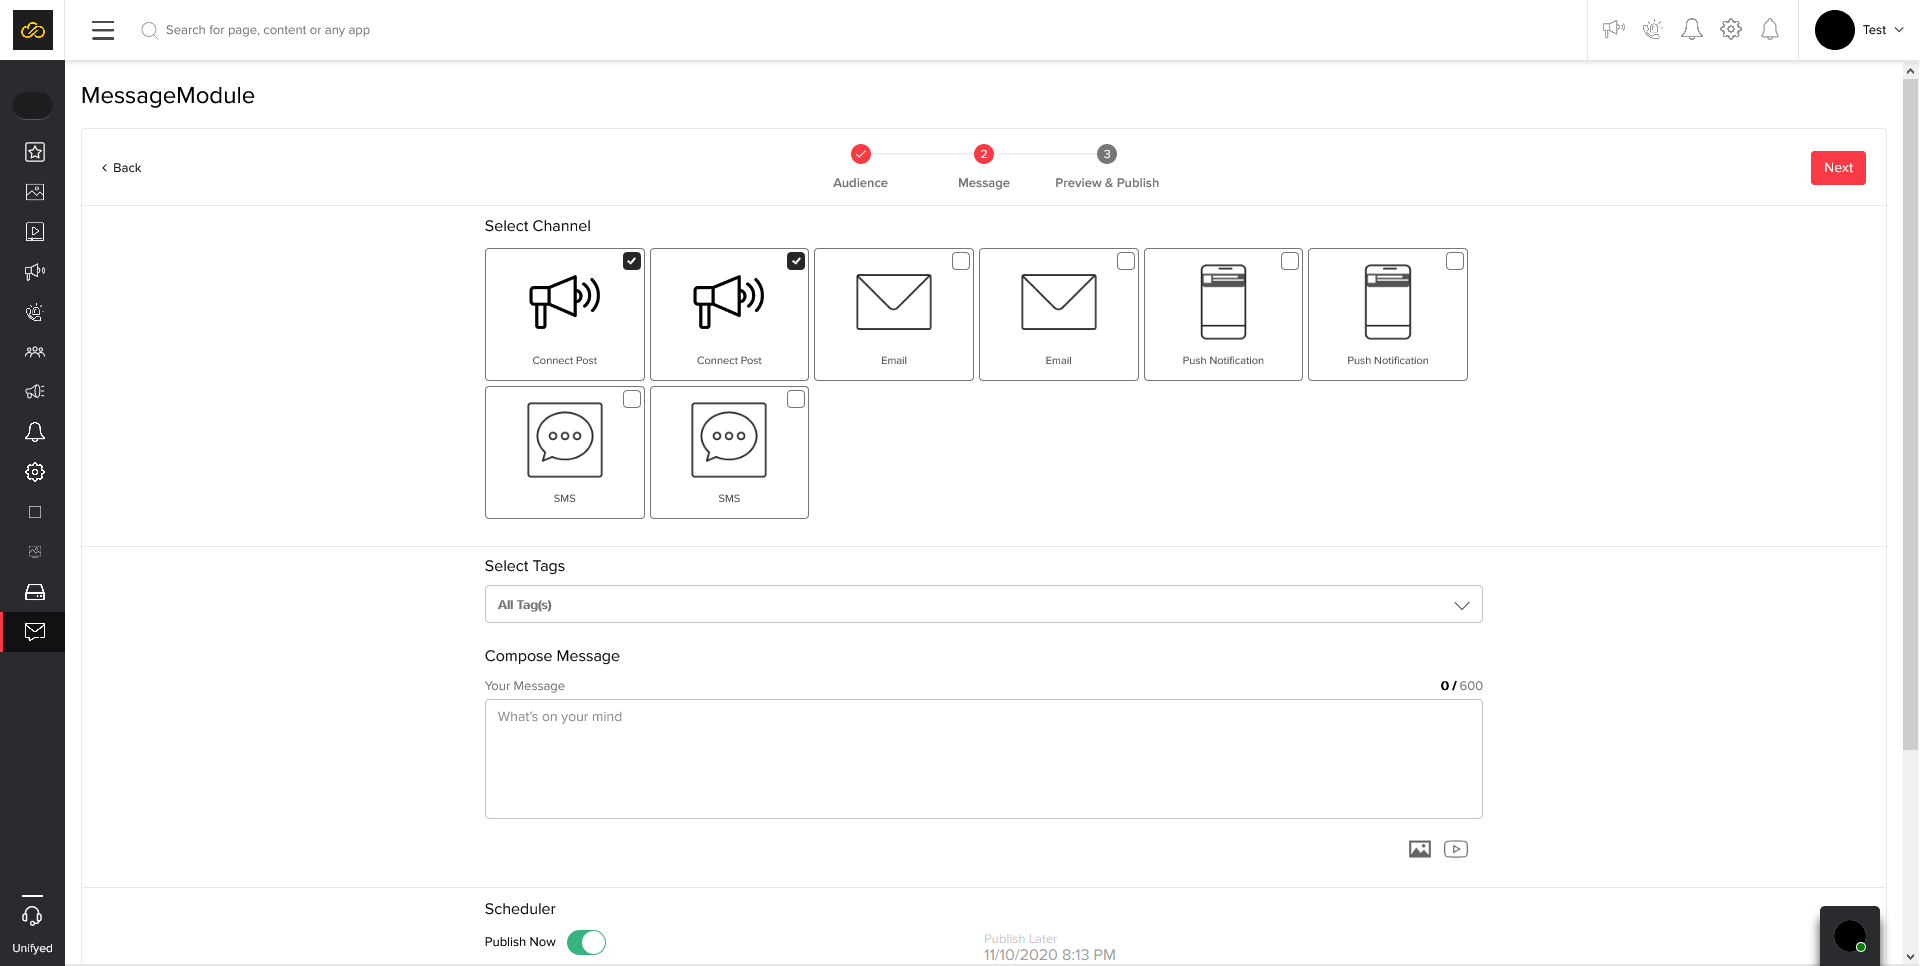 Search for page, content or any app
Test
MessageModule
Back
2
3
Audience
Message
Preview & Publish
Next
Select Channel
Connect Post
Connect Post
Email
Email
Push Notification
Push Notification
SMS
SMS
Select Tags
All Tag(s)
Compose Message
Your Message
0 / 600
What's on your mind
Scheduler
Publish Now
Publish Later
11/10/2020 8:13 PM
Unifyed